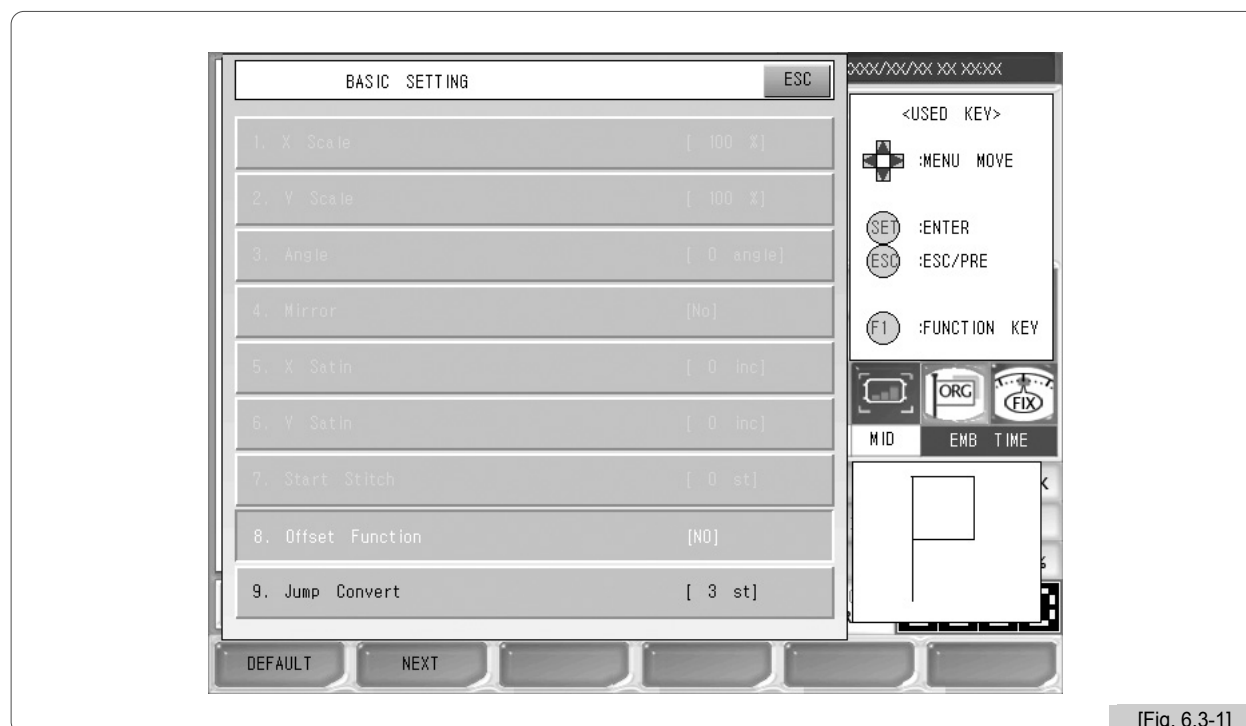 BASIC SETTING
ESC
XXXX/XX/XX XX XX:XX
1. X Scale [ 100 %]
2. Y Scale [ 100 %]
3. Angle [ 0 angle]
4. Mirror [No]
5. X Satin [ 0 inc]
6. Y Satin [ 0 inc]
7. Start Stitch [ 0 st]
8. Offset Function [NO]
9. Jump Convert [ 3 st]
<USED KEY>
:MENU MOVE
SET :ENTER
ESC :ESC/PRE
F1 :FUNCTION KEY
ORG
FIX
MID
EMB TIME
DEFAULT
NEXT
[Fig. 6.3-1]